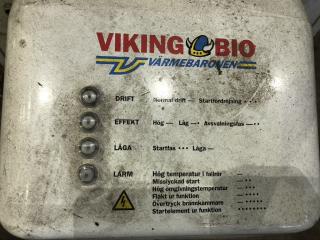 VIKING BIO
VÄRMEBARONEN
DRIFT Normal drift — Startfördröjning • • •
EFFEKT Hög — Låg — • Avsvalningsfas — • •
LÅGA Startfas • • • Låga —
LARM Hög temperatur i fallrör
Misslyckad start
Hög omgivningstemperatur
Fläkt ur funktion
Övertryck brännkammare
Startelement ur funktion